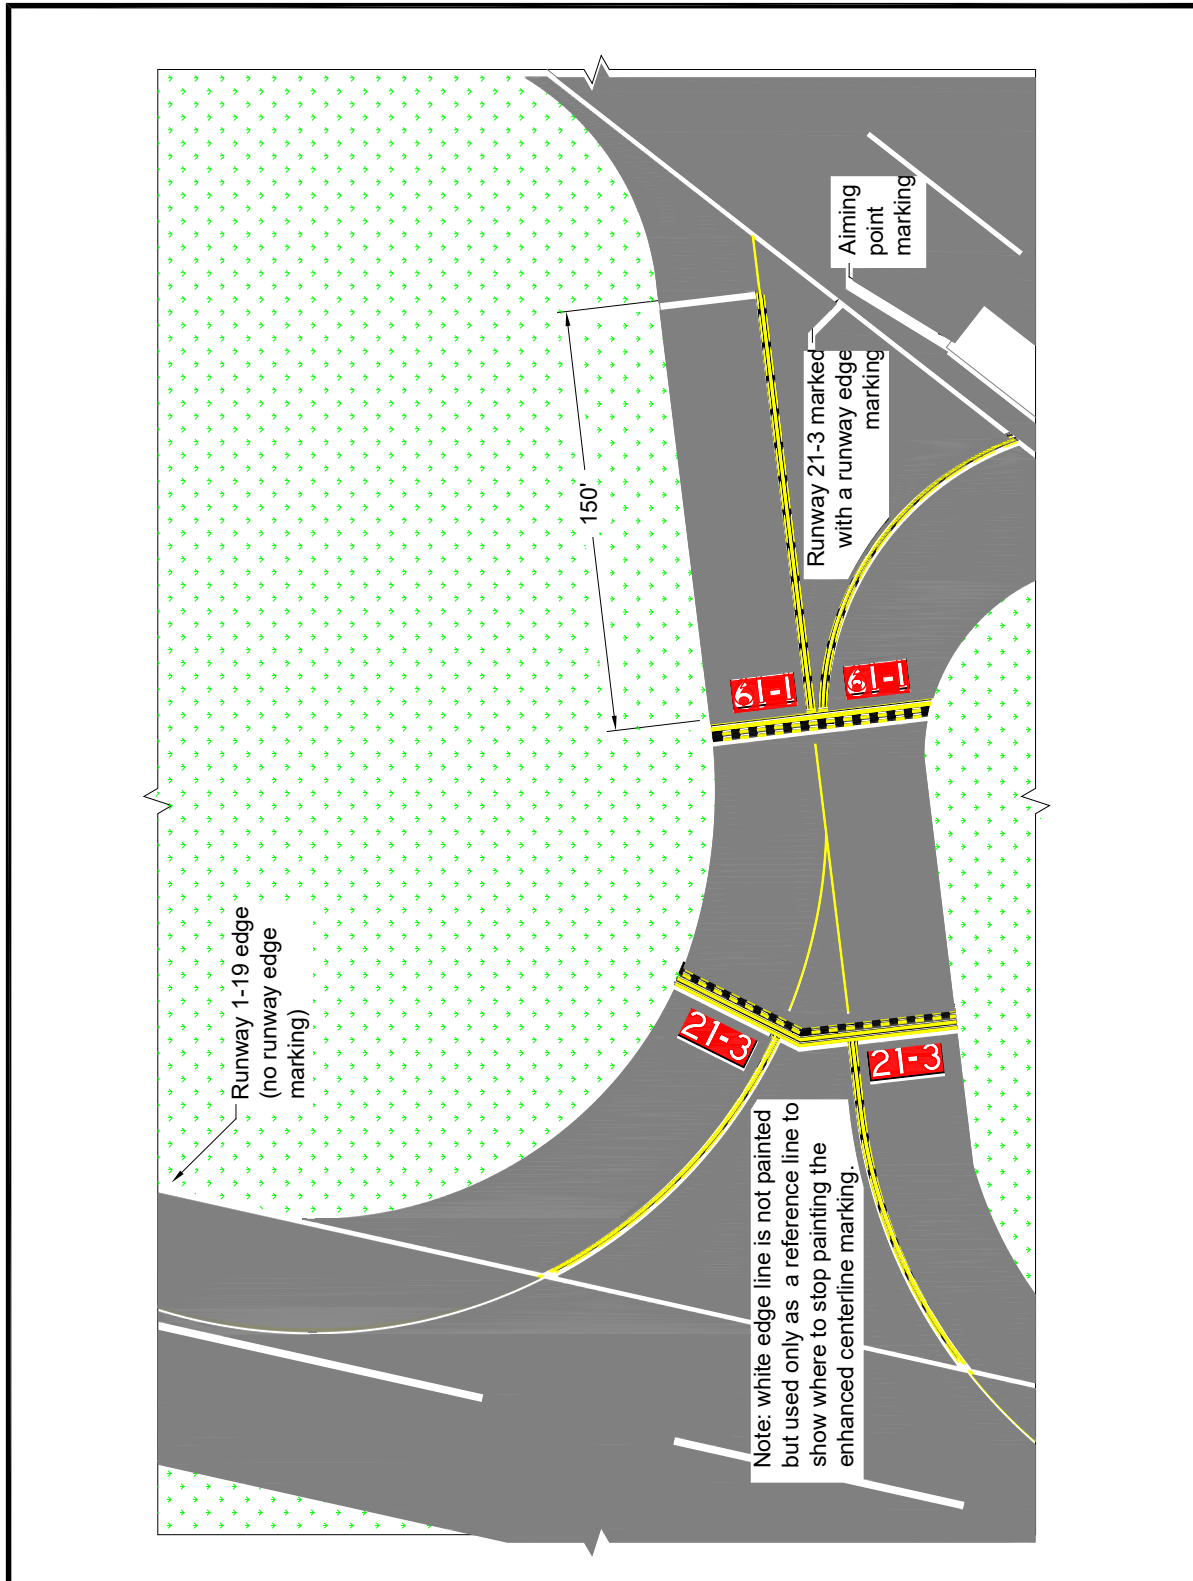 Runway 1-19 edge
(no runway edge
marking)
150'
21-3
1-19
1-19
21-3
Note: white edge line is not painted
but used only as a reference line to
show where to stop painting the
enhanced centerline marking.
Runway 21-3 marked
with a runway edge
marking
Aiming
point
marking